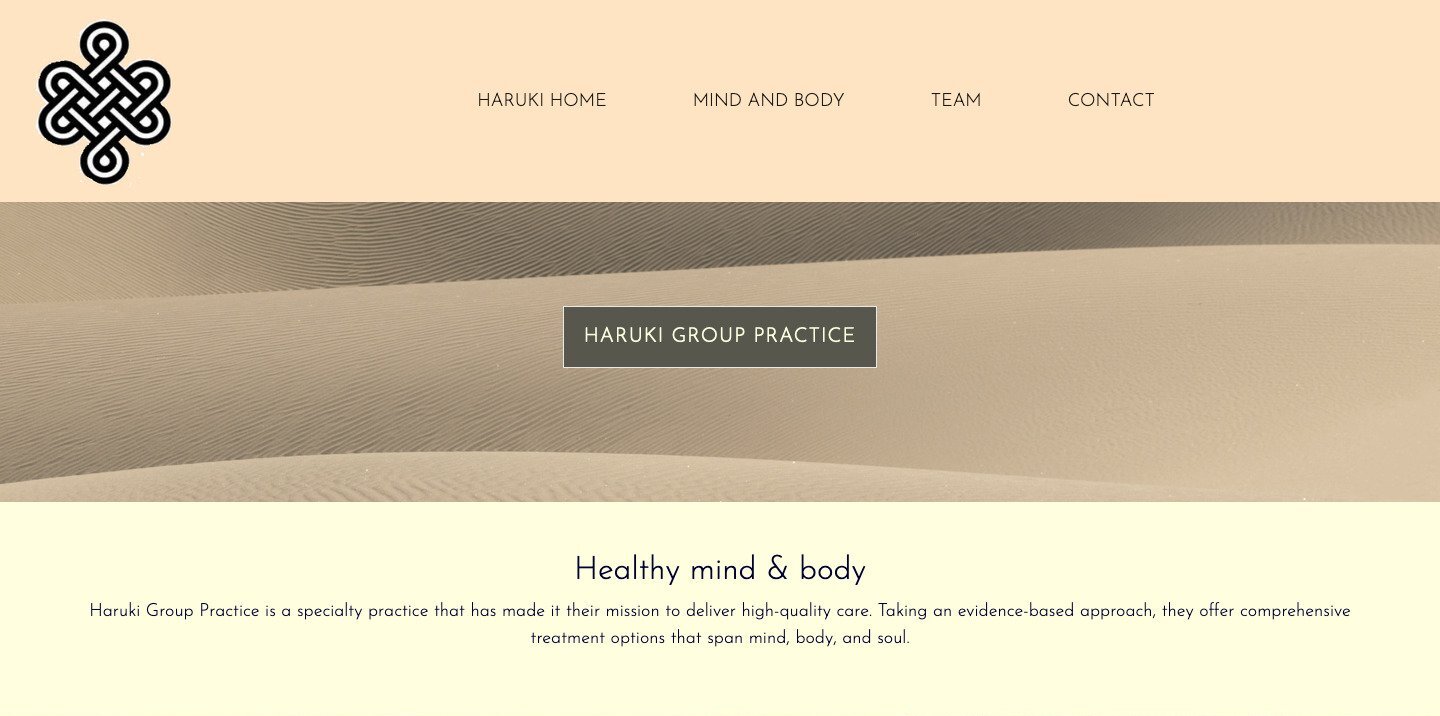 HARUKI HOME MIND AND BODY TEAM CONTACT
HARUKI GROUP PRACTICE
Healthy mind & body
Haruki Group Practice is a specialty practice that has made it their mission to deliver high-quality care. Taking an evidence-based approach, they offer comprehensive
treatment options that span mind, body, and soul.